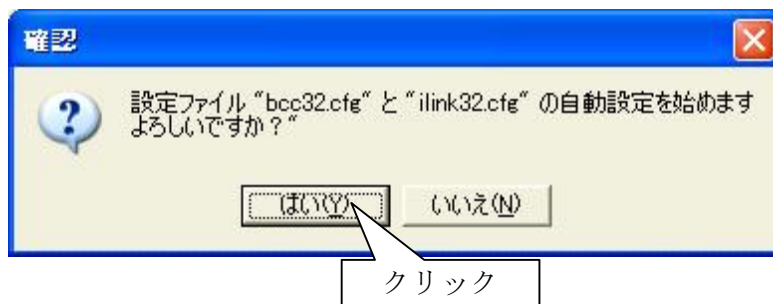 確認
設定ファイル "bcc32.cfg" と "ilink32.cfg" の自動設定を始めます
よろしいですか？"
はい(Y)
いいえ(N)
クリック